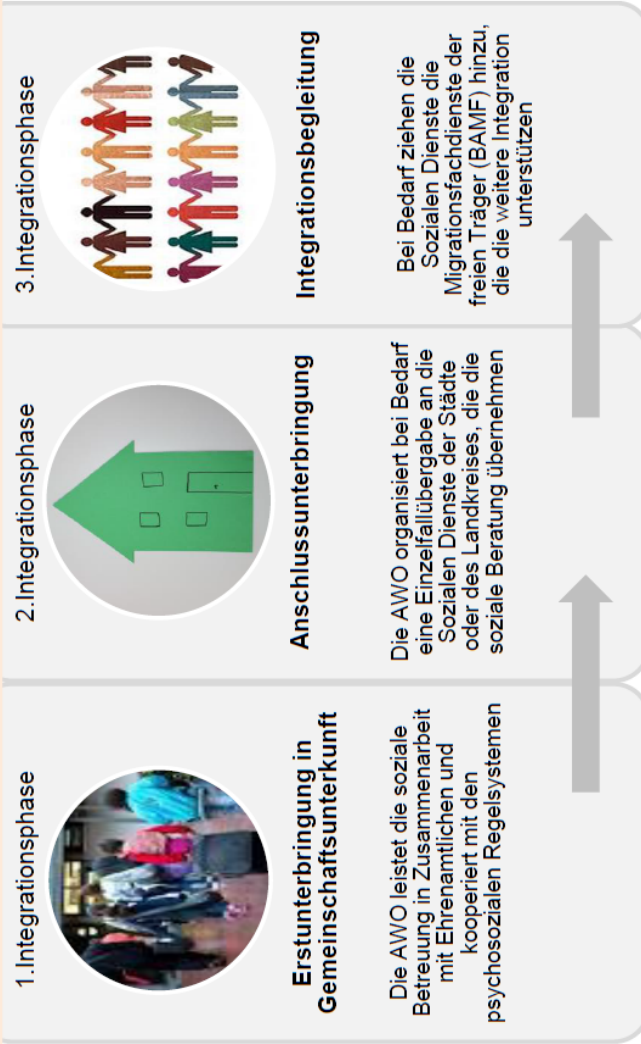 1.Integrationsphase
Erstunterbringung in
Gemeinschaftsunterkunft
Die AWO leistet die soziale
Betreuung in Zusammenarbeit
mit Ehrenamtlichen und
kooperiert mit den
psychosozialen Regelsystemen
2.Integrationsphase
Anschlussunterbringung
Die AWO organisiert bei Bedarf
eine Einzelfallübergabe an die
Sozialen Dienste der Städte
oder des Landkreises, die die
soziale Beratung übernehmen
3.Integrationsphase
Integrationsbegleitung
Bei Bedarf ziehen die
Sozialen Dienste die
Migrationsfachdienste der
freien Träger (BAMF) hinzu,
die die weitere Integration
unterstützen